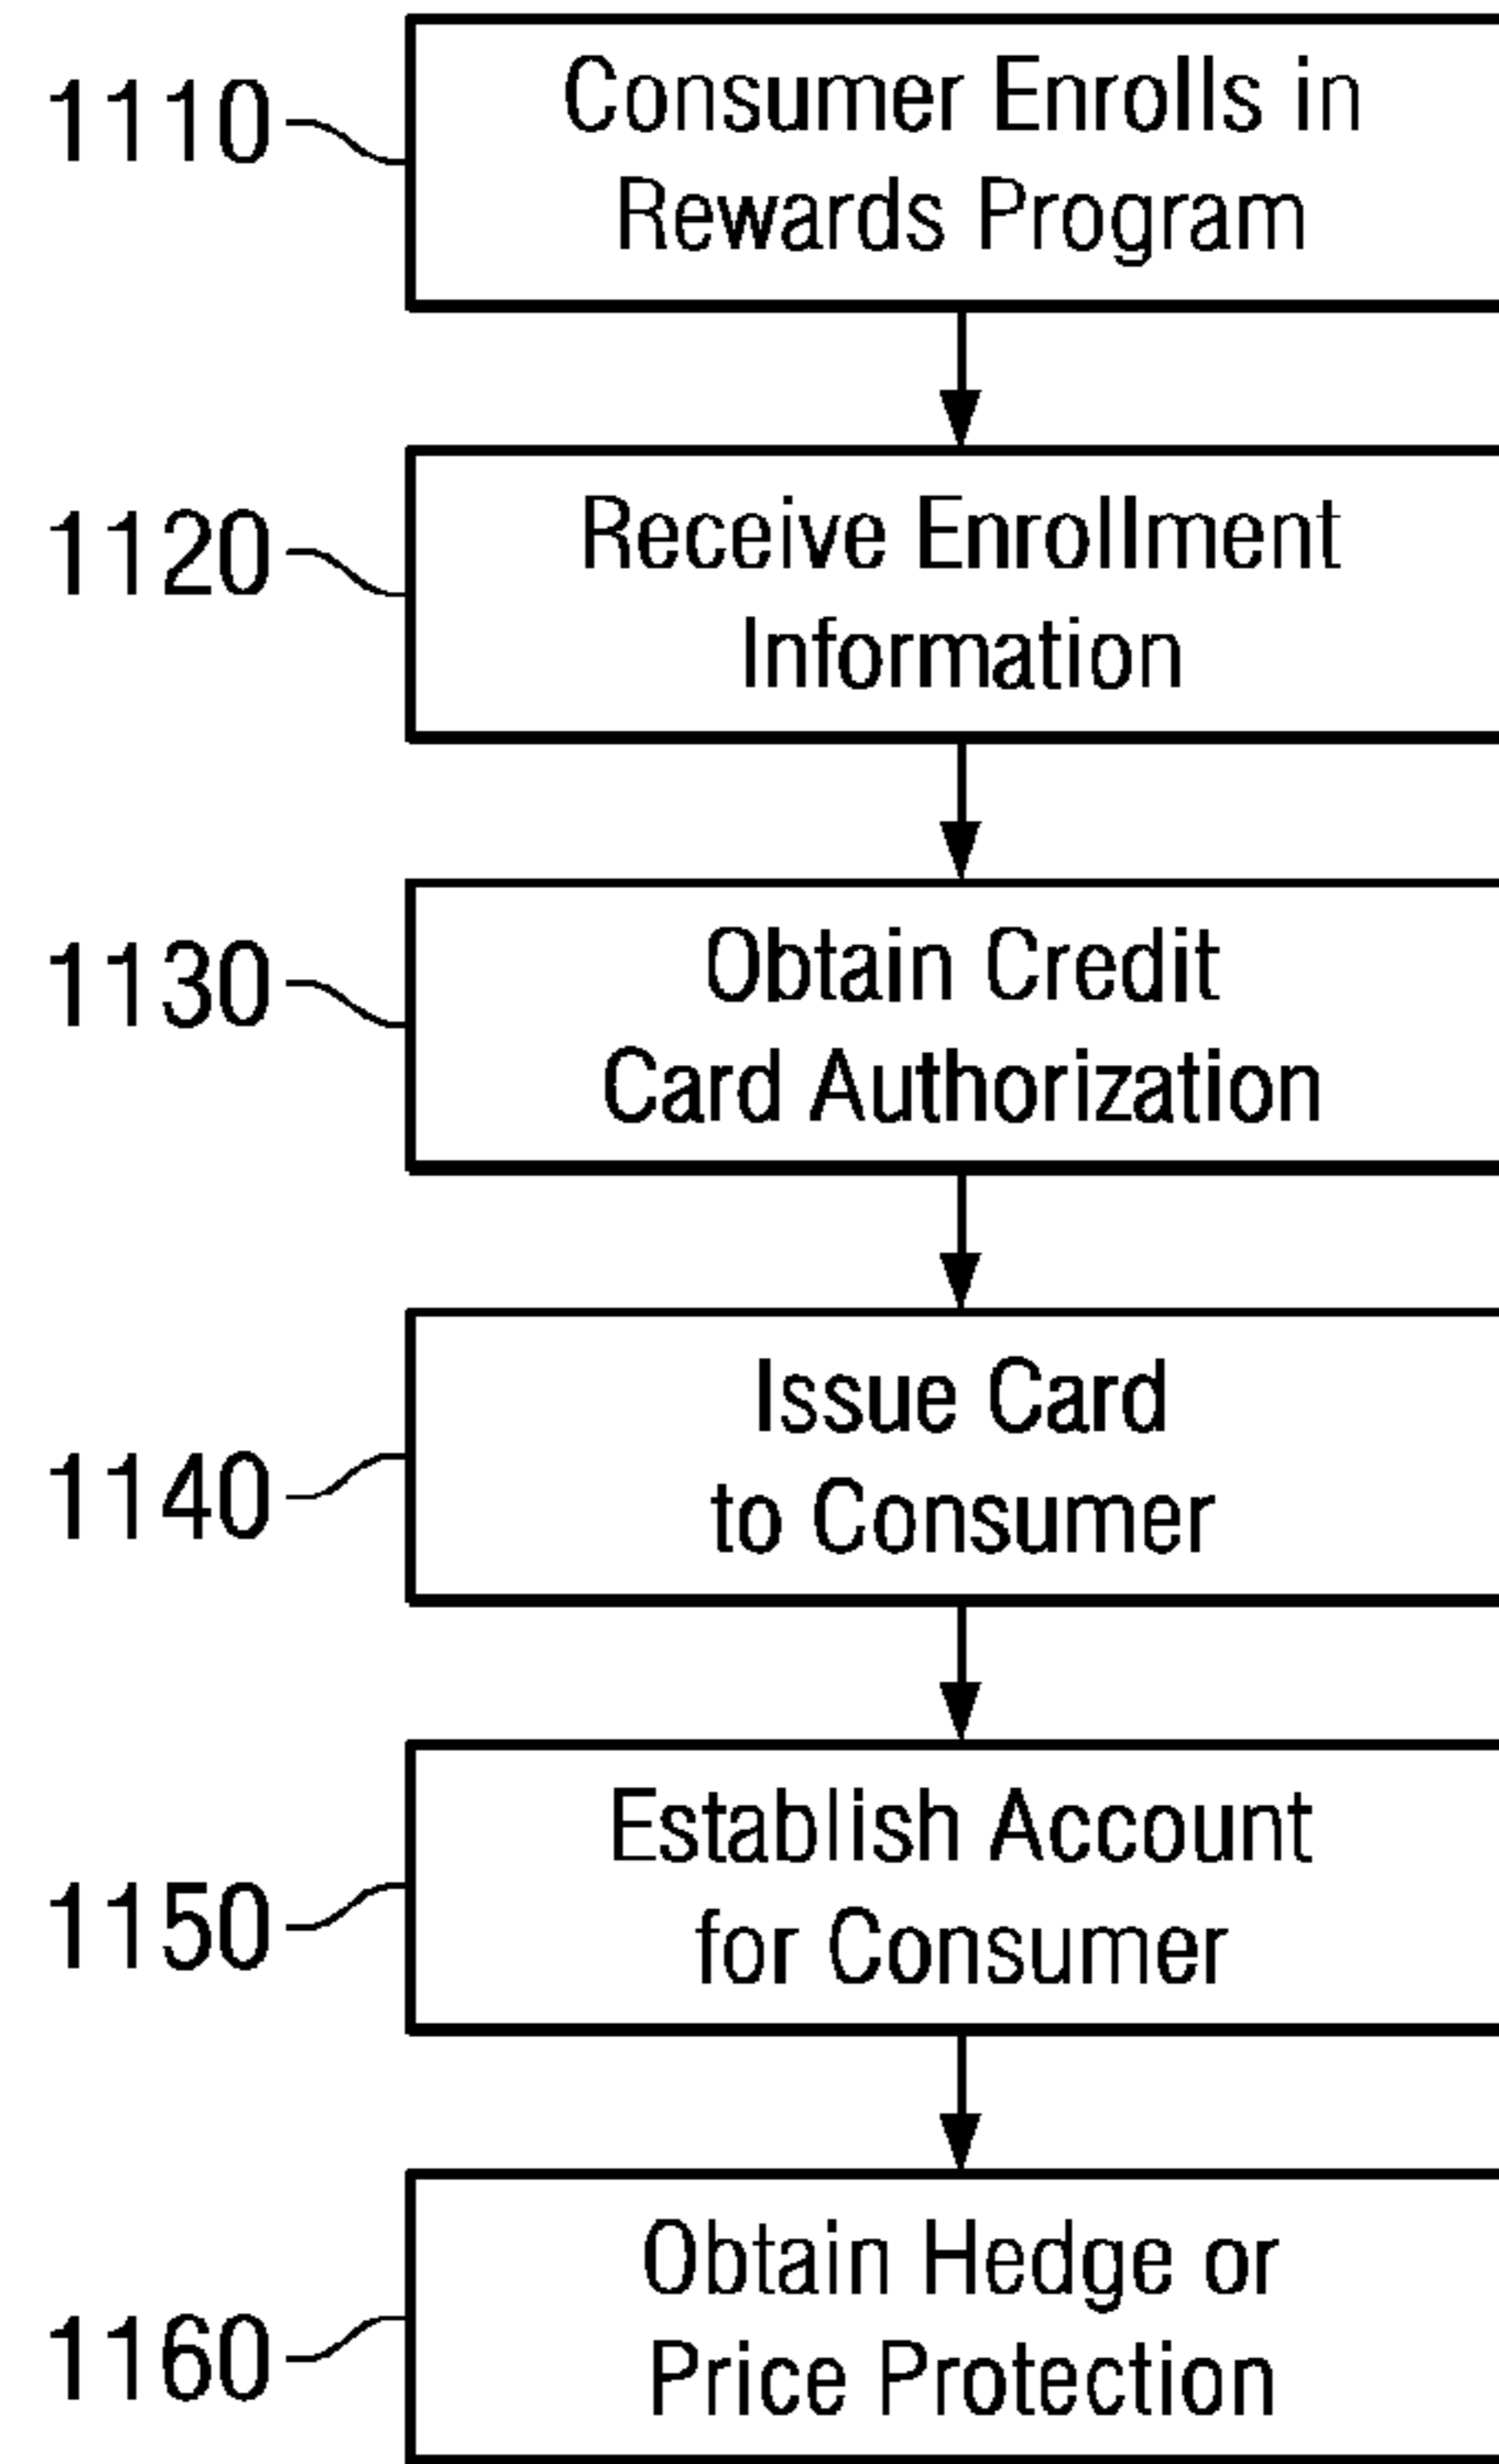 1110
Consumer Enrolls in
Rewards Program
1120
Receive Enrollment
Information
1130
Obtain Credit
Card Authorization
1140
Issue Card
to Consumer
1150
Establish Account
for Consumer
1160
Obtain Hedge or
Price Protection